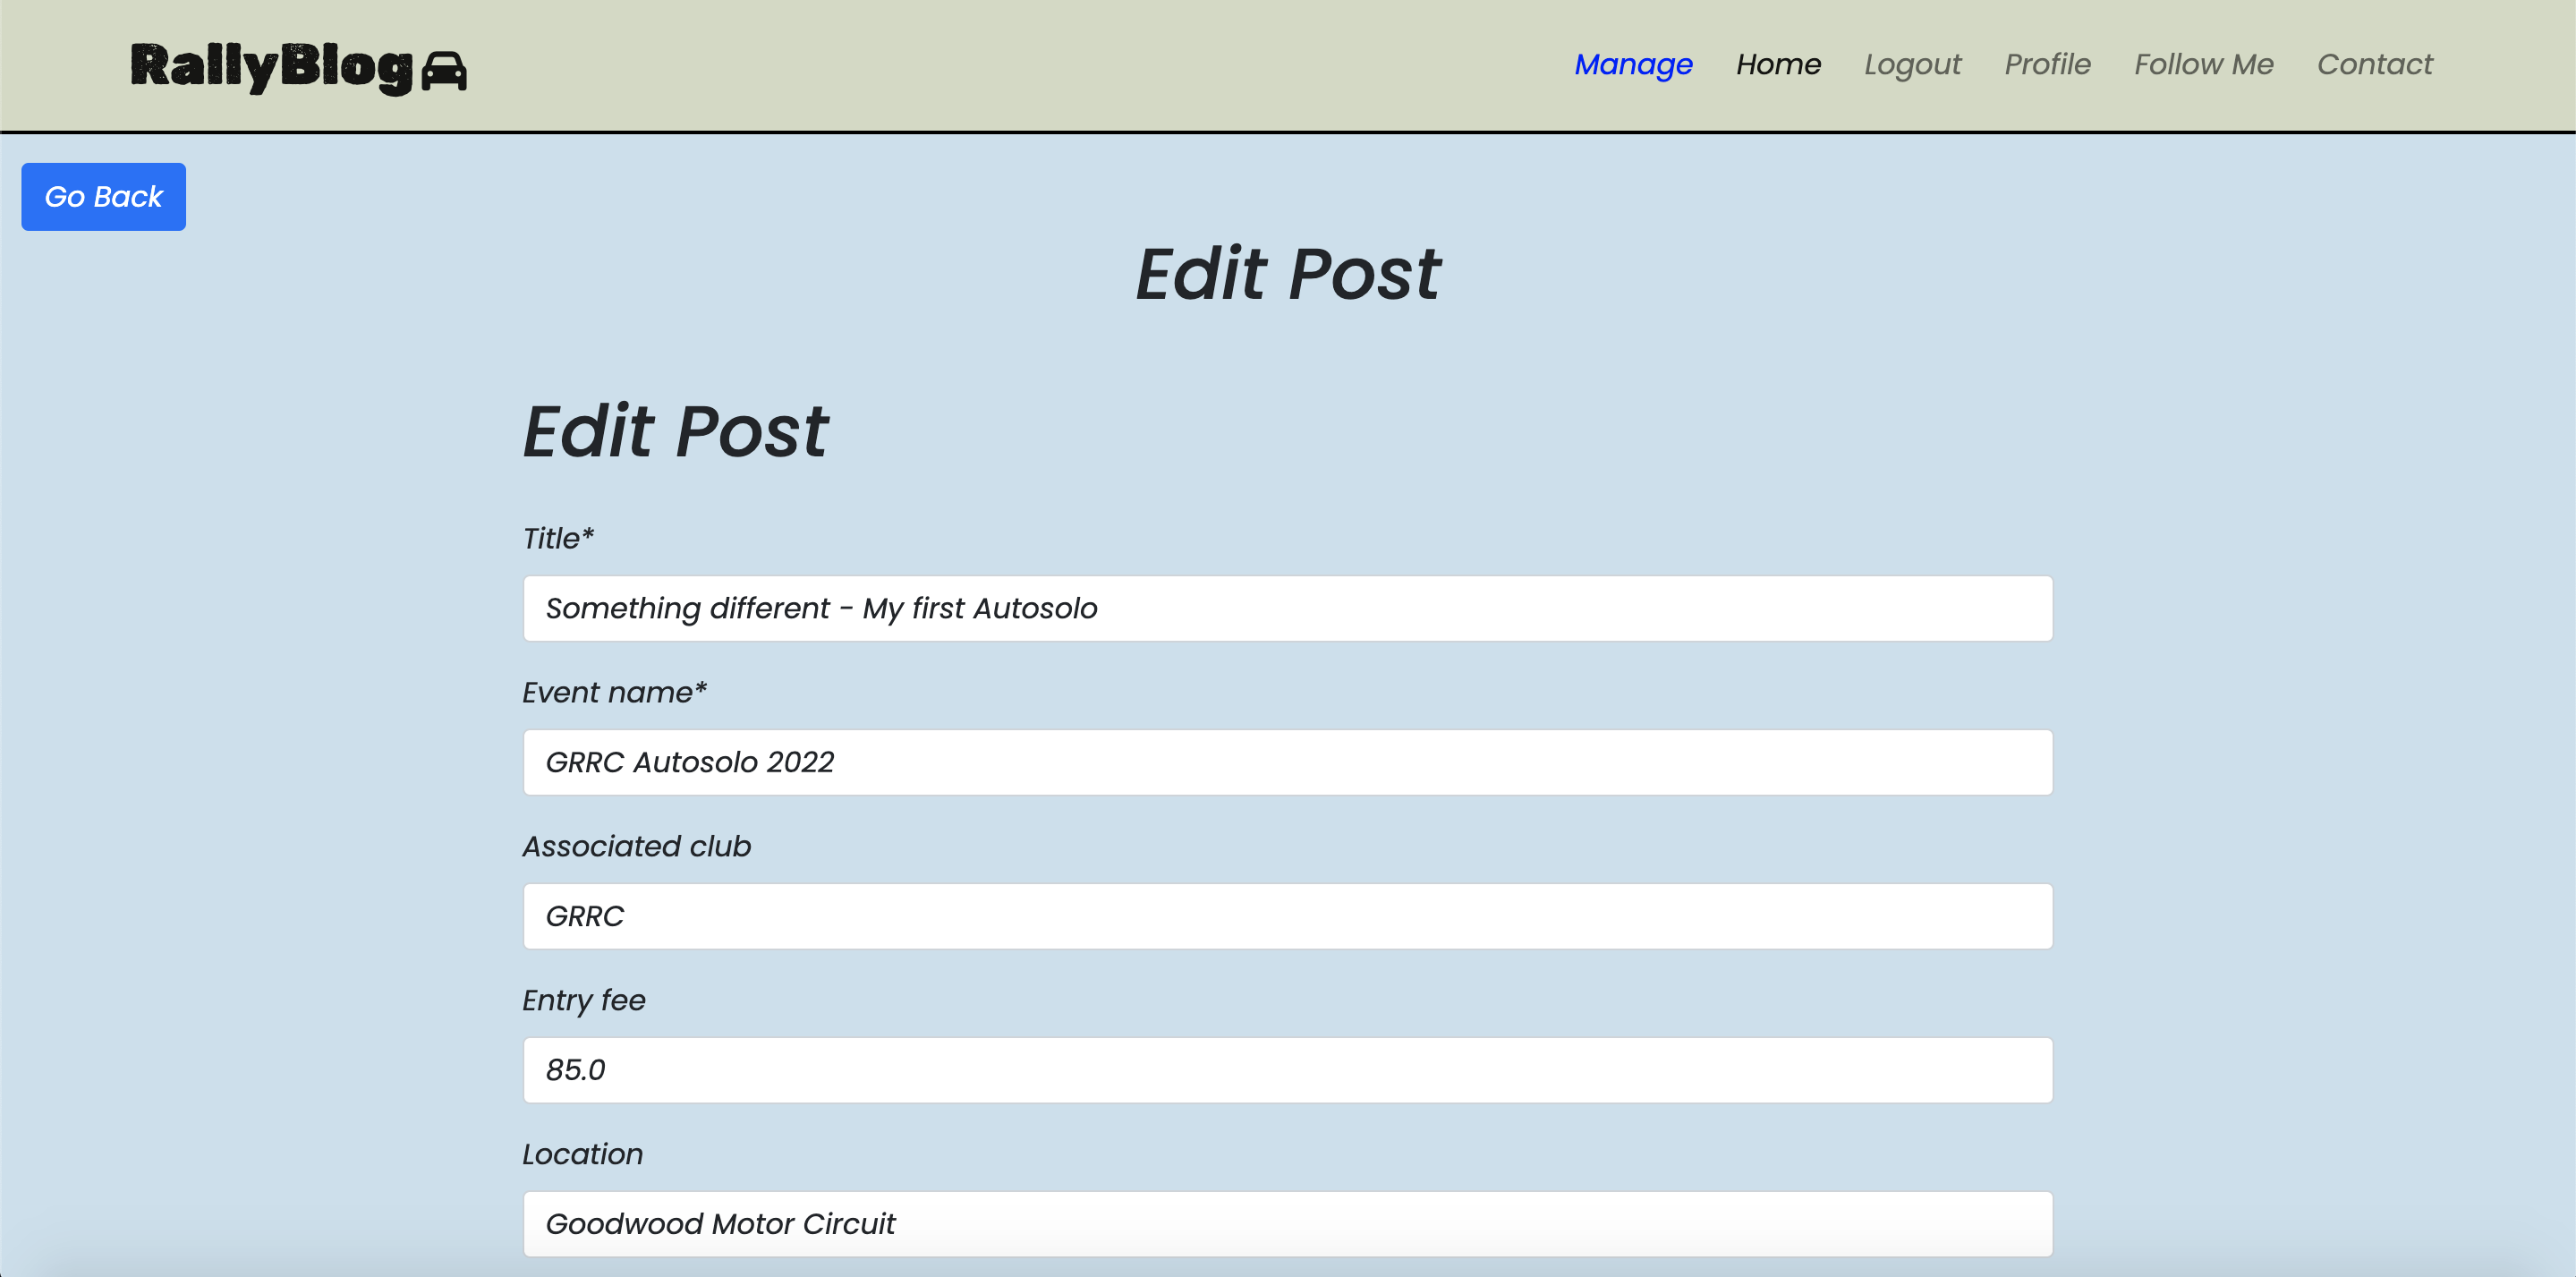 RallyBlog
Manage Home Logout Profile Follow Me Contact
Go Back
Edit Post
Edit Post
Title*
Something different - My first Autosolo
Event name*
GRRC Autosolo 2022
Associated club
GRRC
Entry fee
85.0
Location
Goodwood Motor Circuit